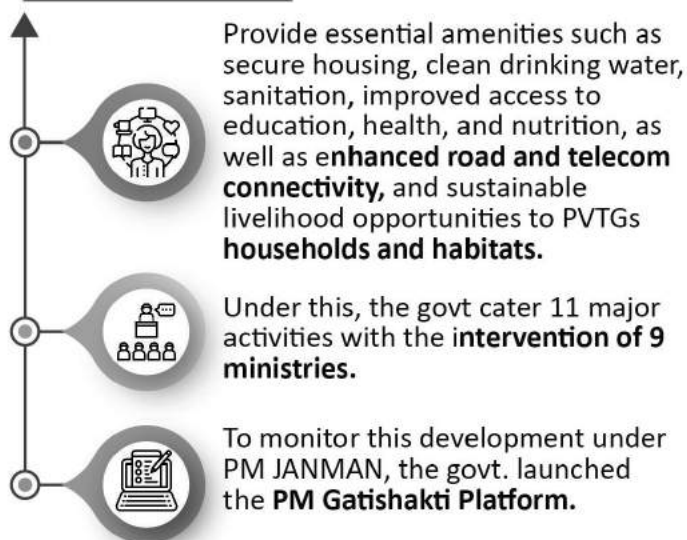 Provide essential amenities such as
secure housing, clean drinking water,
sanitation, improved access to
education, health, and nutrition, as
well as enhanced road and telecom
connectivity, and sustainable
livelihood opportunities to PVTGs
households and habitats.
Under this, the govt cater 11 major
activities with the intervention of 9
ministries.
To monitor this development under
PM JANMAN, the govt. launched
the PM Gatishakti Platform.